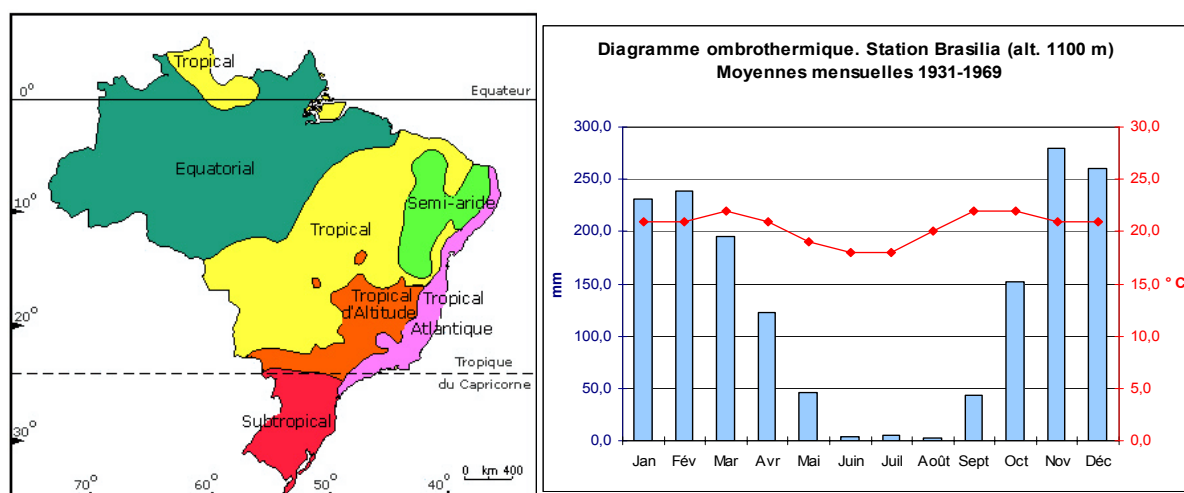 Tropical
0° Equateur
Equatorial
10° Semi-aride
Tropical
Tropical Tropical
d'Altitude Atlantique
20°
Tropique
du Capricorne
Subtropical
30°
0 km 400
70° 60° 50° 40°
Diagramme ombrothermique. Station Brasilia (alt. 1100 m)
Moyennes mensuelles 1931-1969
300,0 30,0
250,0 25,0
200,0 20,0
150,0 15,0
100,0 10,0
50,0 5,0
0,0 0,0
mm
° C
Jan Fév Mar Avr Mai Juin Juil Août Sept Oct Nov Déc